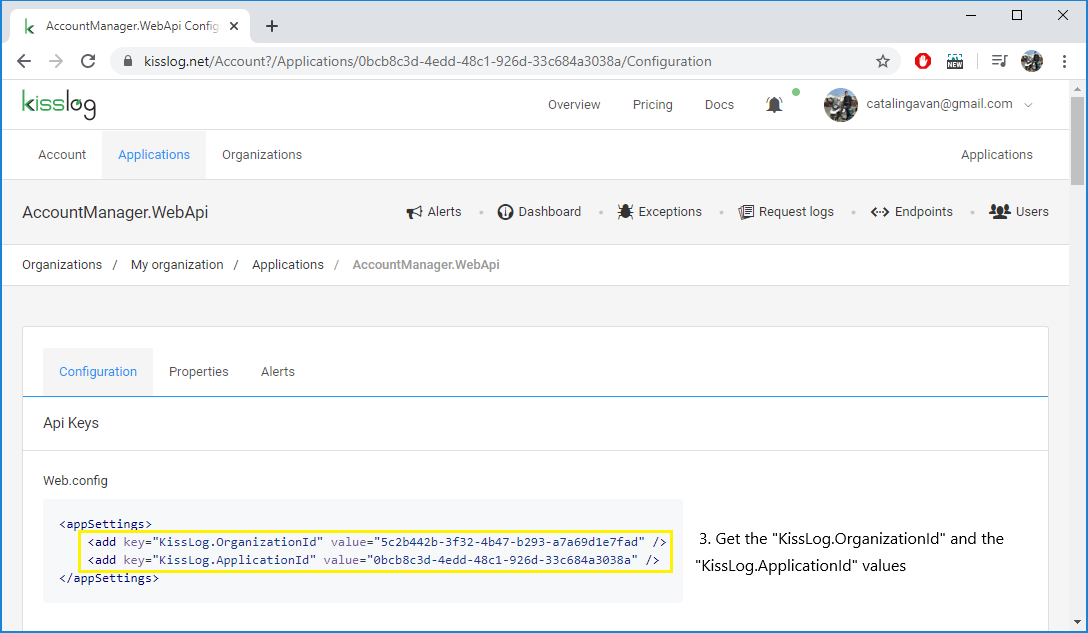 AccountManager.WebApi Config
kisslog.net/Account?/Applications/0bcb8c3d-4edd-48c1-926d-33c684a3038a/Configuration
NEW
kisslog
Overview Pricing Docs catalingavan@gmail.com
Account Applications Organizations Applications
AccountManager.WebApi Alerts Dashboard Exceptions Request logs Endpoints Users
Organizations / My organization / Applications / AccountManager.WebApi
Configuration Properties Alerts
Api Keys
Web.config
<appSettings>
<add key="KissLog.OrganizationId" value="5c2b442b-3f32-4b47-b293-a7a69d1e7fad" />
<add key="KissLog.ApplicationId" value="0bcb8c3d-4edd-48c1-926d-33c684a3038a" />
</appSettings>
3. Get the "KissLog.OrganizationId" and the
"KissLog.ApplicationId" values